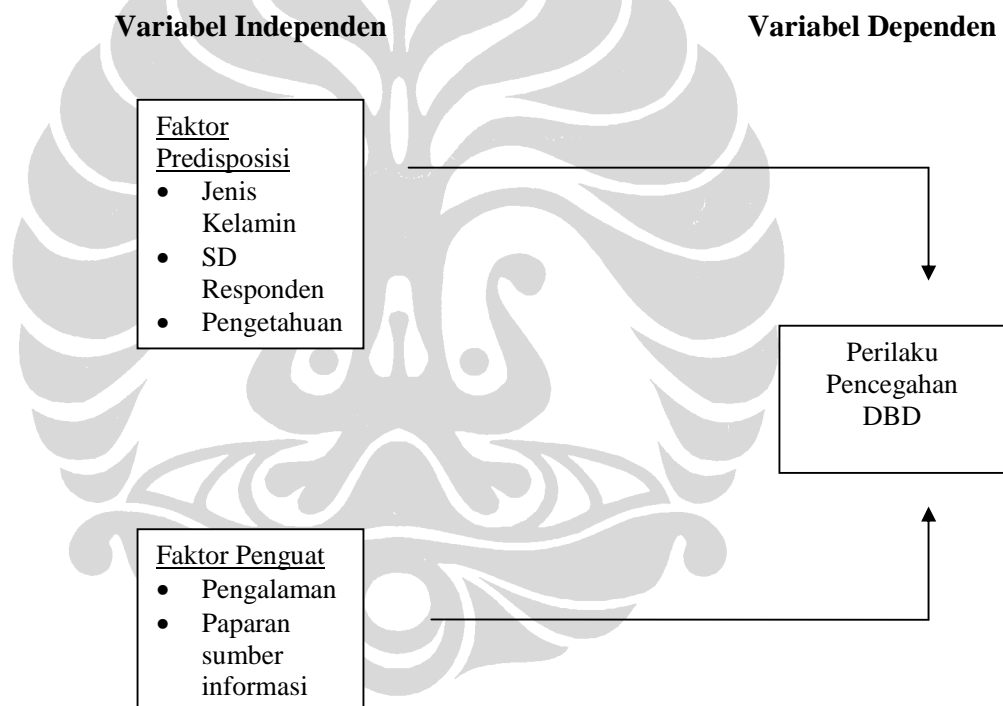 Variabel Independen
Variabel Dependen
Faktor
Predisposisi
• Jenis
Kelamin
• SD
Responden
• Pengetahuan
Perilaku
Pencegahan
DBD
Faktor Penguat
• Pengalaman
• Paparan
sumber
informasi